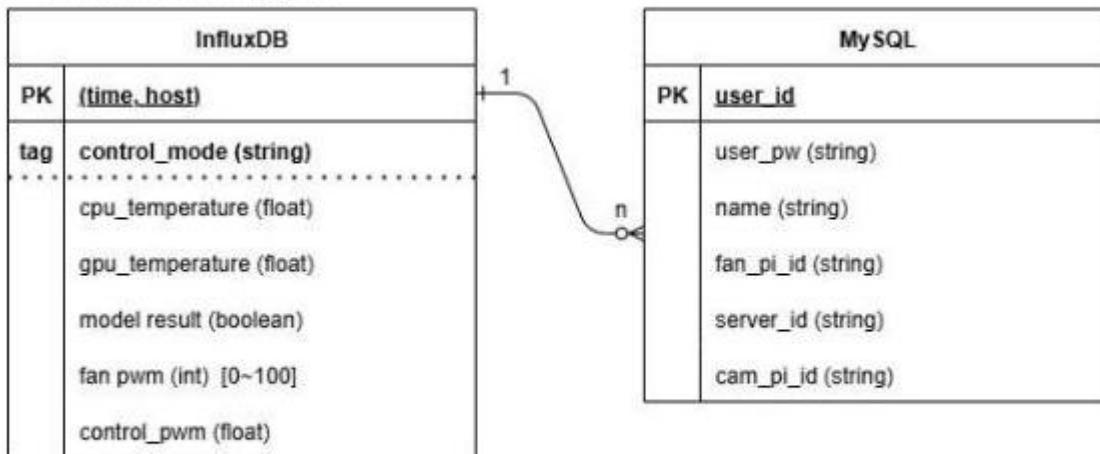 InfluxDB
PK (time, host)
tag control_mode (string)
cpu_temperature (float)
gpu_temperature (float)
model result (boolean)
fan pwm (int) [0~100]
control_pwm (float)
1
n
MySQL
PK user_id
user_pw (string)
name (string)
fan_pi_id (string)
server_id (string)
cam_pi_id (string)